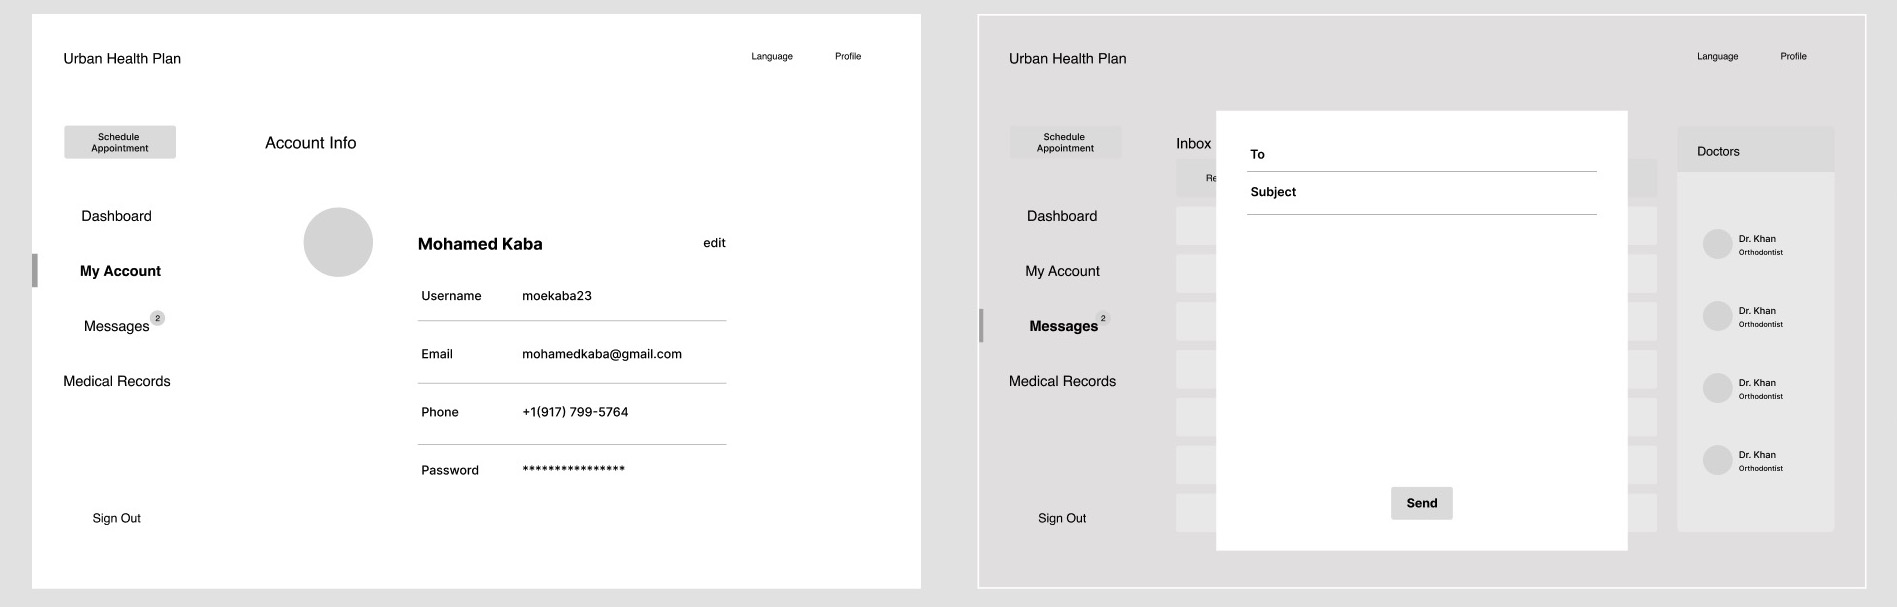 Urban Health Plan
Language
Profile
Schedule
Appointment
Account Info
Dashboard
My Account
Messages
2
Medical Records
Sign Out
Mohamed Kaba
edit
Username moekaba23
Email mohamedkaba@gmail.com
Phone +1(917) 799-5764
Password ****************
Urban Health Plan
Language
Profile
Schedule
Appointment
Dashboard
My Account
Messages
2
Medical Records
Sign Out
Inbox
Re
To
Subject
Send
Doctors
Dr. Khan
Orthodontist
Dr. Khan
Orthodontist
Dr. Khan
Orthodontist
Dr. Khan
Orthodontist